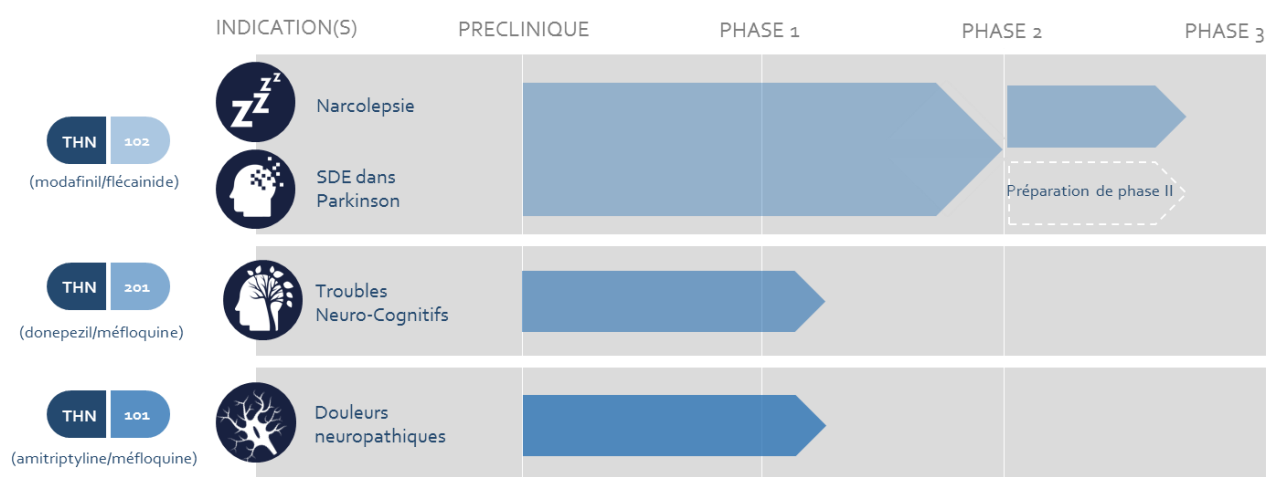 INDICATION(S) PRECLINIQUE PHASE 1 PHASE 2 PHASE 3
zzz
Narcolepsie
THN 102
(modafinil/flécainide)
SDE dans
Parkinson
Préparation de phase II
THN 201
(donepezil/méfloquine)
Troubles
Neuro-Cognitifs
THN 101
(amitriptyline/méfloquine)
Douleurs
neuropathiques